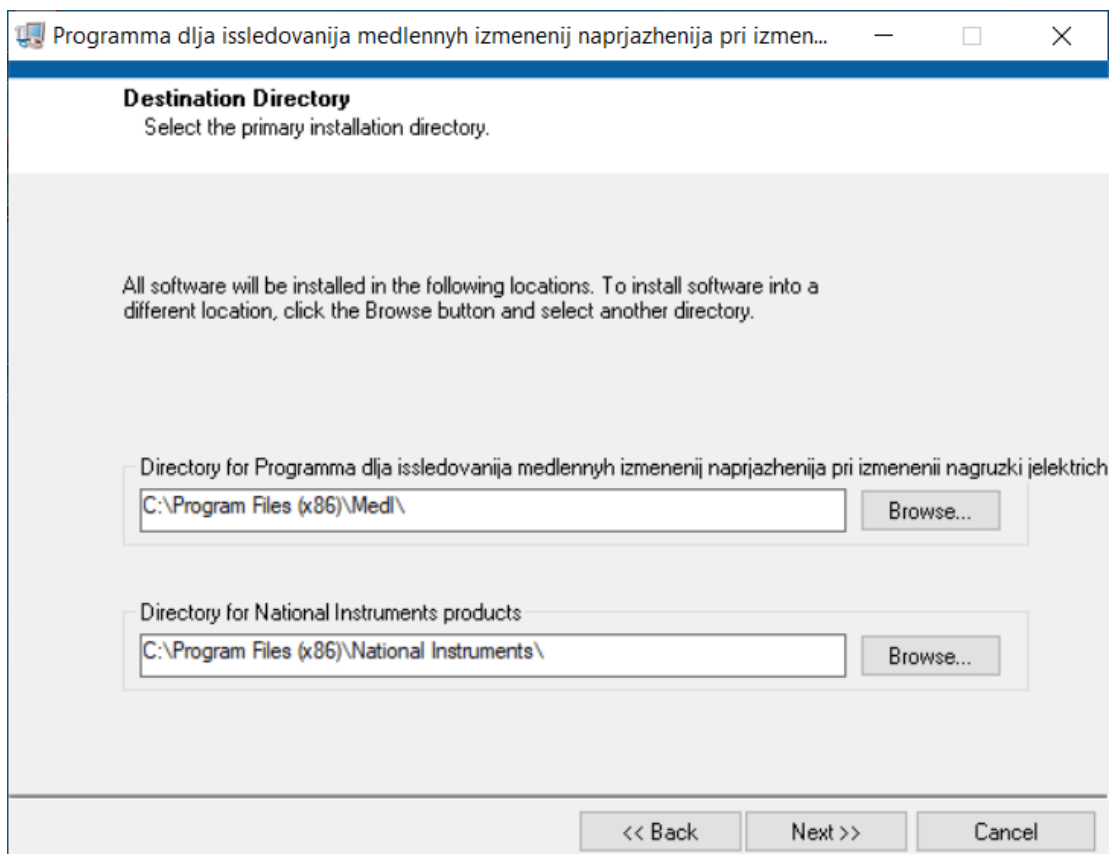 Programma dlja issledovanija medlennyh izmenenij naprjazhenija pri izmen...
Destination Directory
Select the primary installation directory.
All software will be installed in the following locations. To install software into a
different location, click the Browse button and select another directory.
Directory for Programma dlja issledovanija medlennyh izmenenij naprjazhenija pri izmenenii nagruzki jelektrich
C:\Program Files (x86)\Medl\
Browse...
Directory for National Instruments products
C:\Program Files (x86)\National Instruments\
Browse...
<< Back Next >> Cancel